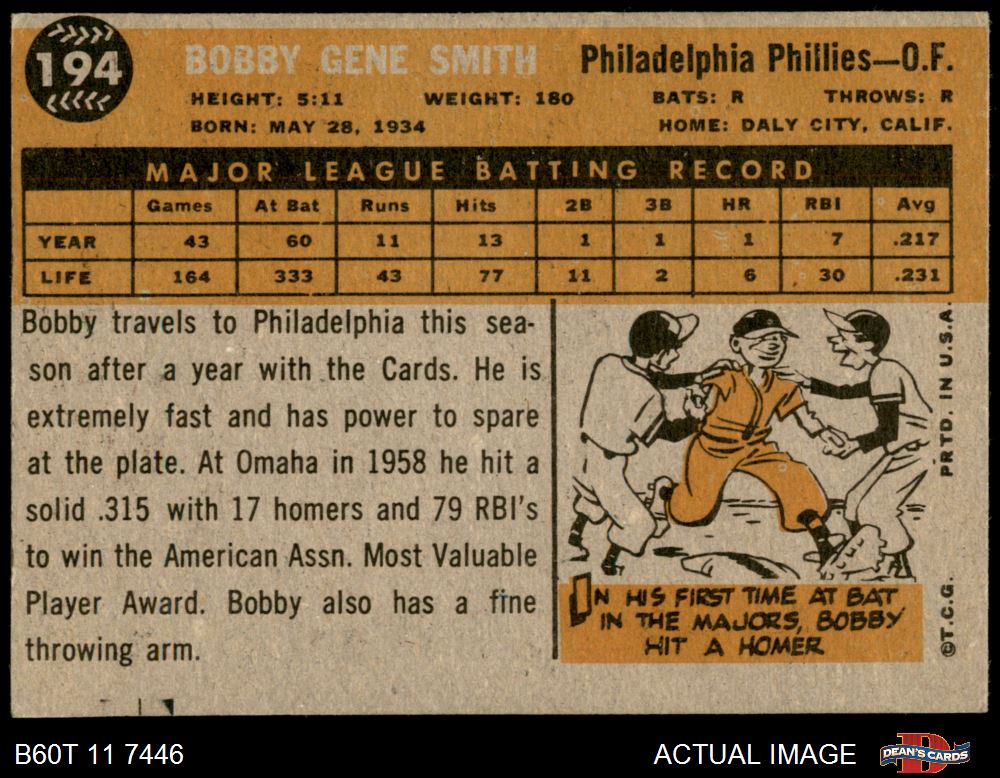 194
BOBBY GENE SMITH
Philadelphia Phillies—O.F.
HEIGHT: 5:11 WEIGHT: 180 BATS: R THROWS: R
BORN: MAY 28, 1934 HOME: DALY CITY, CALIF.
MAJOR LEAGUE BATTING RECORD
Games At Bat Runs Hits 2B 3B HR RBI Avg
YEAR 43 60 11 13 1 1 1 7 .217
LIFE 164 333 43 77 11 2 6 30 .231
Bobby travels to Philadelphia this sea-
son after a year with the Cards. He is
extremely fast and has power to spare
at the plate. At Omaha in 1958 he hit a
solid .315 with 17 homers and 79 RBI's
to win the American Assn. Most Valuable
Player Award. Bobby also has a fine
throwing arm.
IN HIS FIRST TIME AT BAT
IN THE MAJORS, BOBBY
HIT A HOMER
©T.C.G. PRTD. IN U.S.A.
B60T 11 7446
ACTUAL IMAGE
D
DEAN'S CARDS